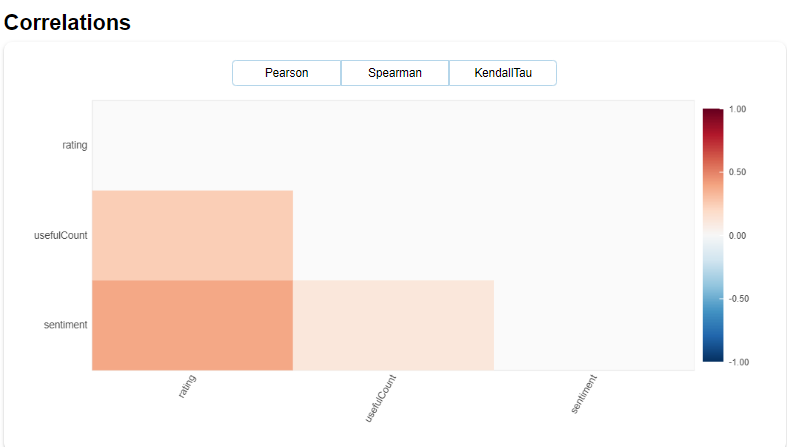 Correlations
Pearson Spearman KendallTau
rating
usefulCount
sentiment
rating usefulCount sentiment
1.00
0.50
0.00
-0.50
-1.00